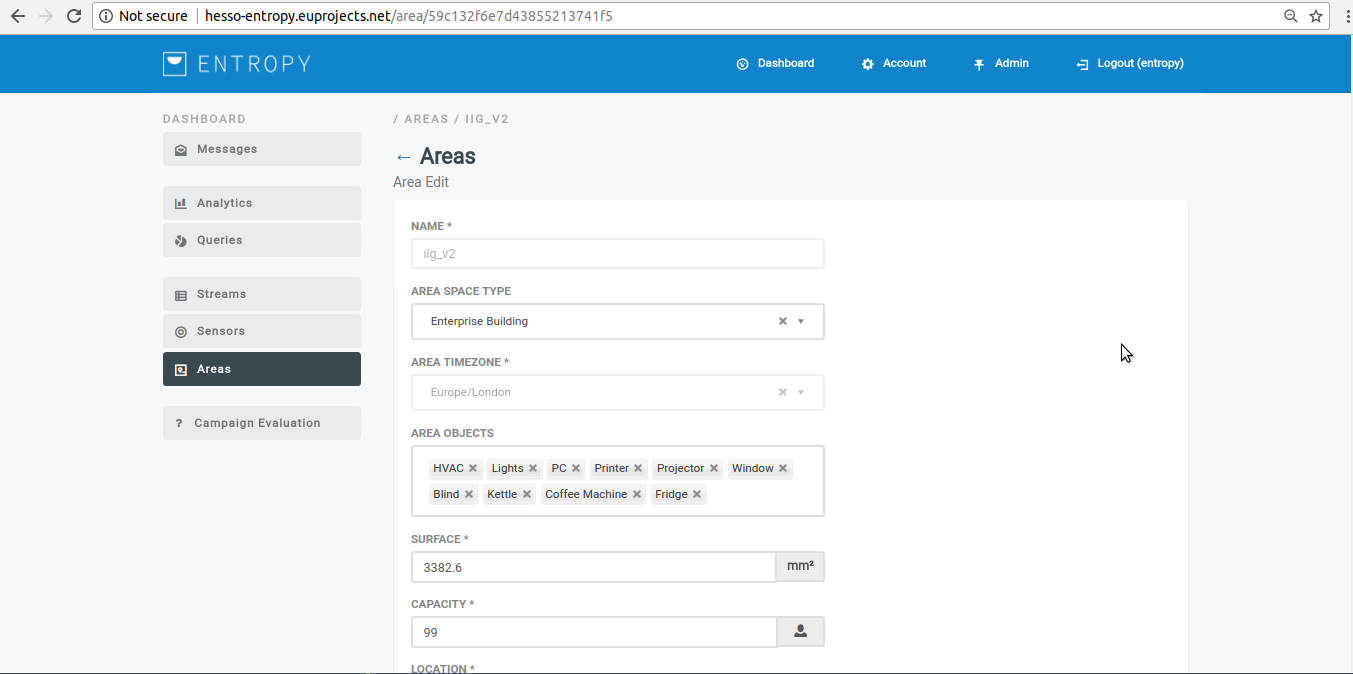 Not secure hesso-entropy.euprojects.net/area/59c132f6e7d43855213741f5
ENTROPY Dashboard Account Admin Logout (entropy)
DASHBOARD
Messages
Analytics
Queries
Streams
Sensors
Areas
? Campaign Evaluation
/ AREAS / IIG_V2
← Areas
Area Edit
NAME *
iig_v2
AREA SPACE TYPE
Enterprise Building
AREA TIMEZONE *
Europe/London
AREA OBJECTS
HVAC Lights PC Printer Projector Window
Blind Kettle Coffee Machine Fridge
SURFACE *
3382.6 mm²
CAPACITY *
99
LOCATION *